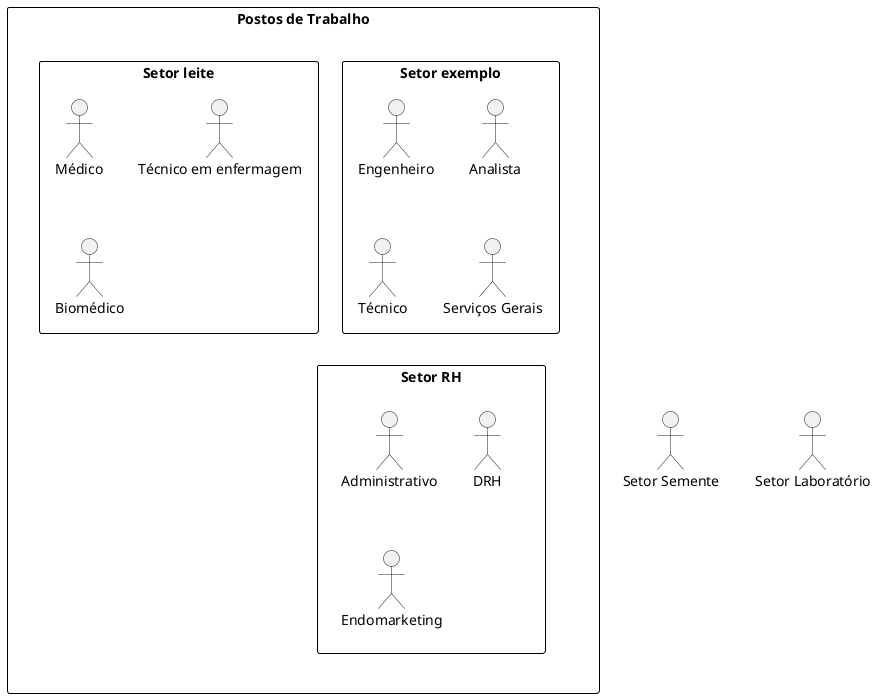 Postos de Trabalho
Setor leite
Médico
Técnico em enfermagem
Biomédico
Setor exemplo
Engenheiro
Analista
Técnico
Serviços Gerais
Setor RH
Administrativo
DRH
Endomarketing
Setor Semente
Setor Laboratório